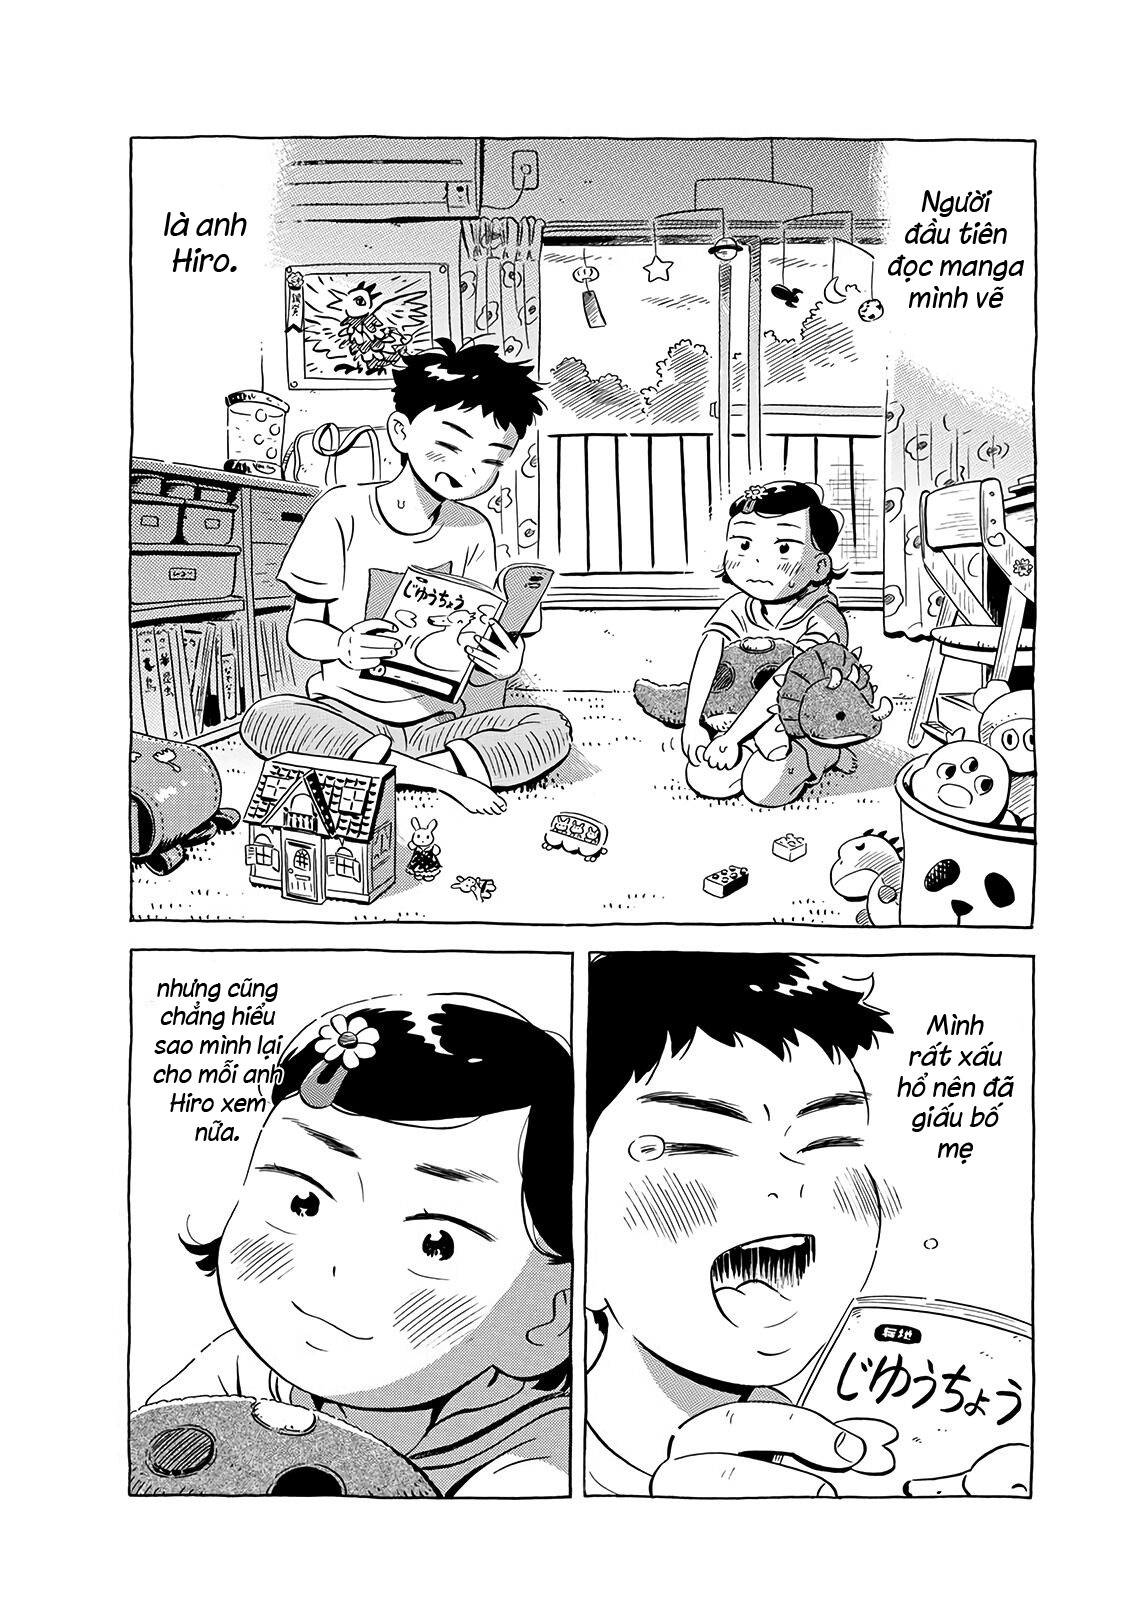 Người
đầu tiên
đọc manga
mình vẽ
là anh
Hiro.
じゆうちょう
Mình
rất xấu
hổ nên đã
giấu bố
mẹ
無地
じゆうちょう
nhưng cũng
chẳng hiểu
sao mình lại
cho mỗi anh
Hiro xem
nữa.